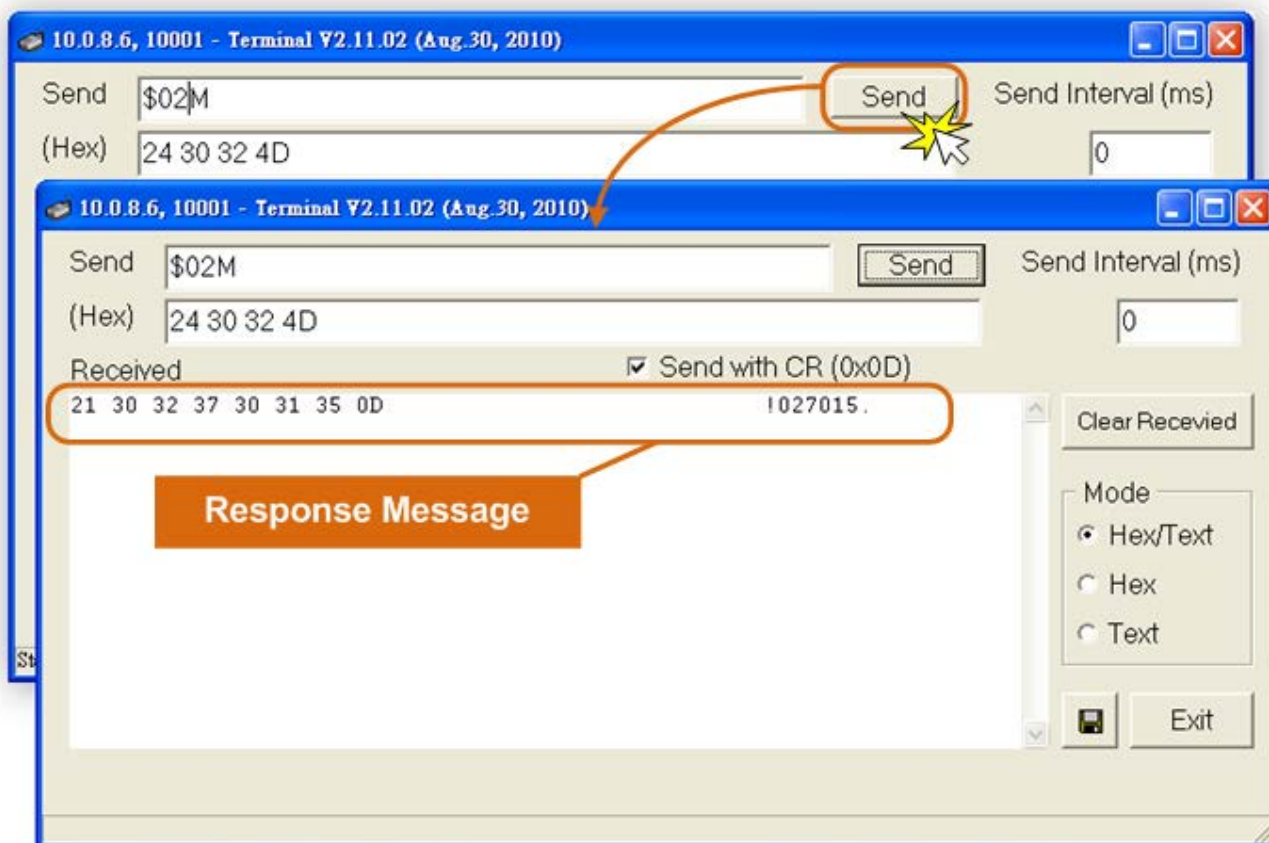 10.0.8.6, 10001 - Terminal V2.11.02 (Aug.30, 2010)
Send $02M Send Send Interval (ms)
(Hex) 24 30 32 4D 0
10.0.8.6, 10001 - Terminal V2.11.02 (Aug.30, 2010)
Send $02M Send Send Interval (ms)
(Hex) 24 30 32 4D 0
Received Send with CR (0x0D)
21 30 32 37 30 31 35 0D !027015.
Clear Recevied
Response Message
Mode
Hex/Text
Hex
Text
St
Exit